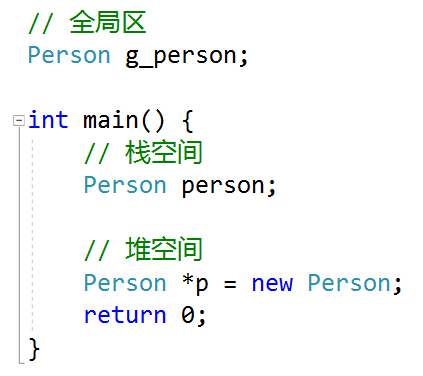 // 全局区
Person g_person;
int main() {
// 栈空间
Person person;
// 堆空间
Person *p = new Person;
return 0;
}